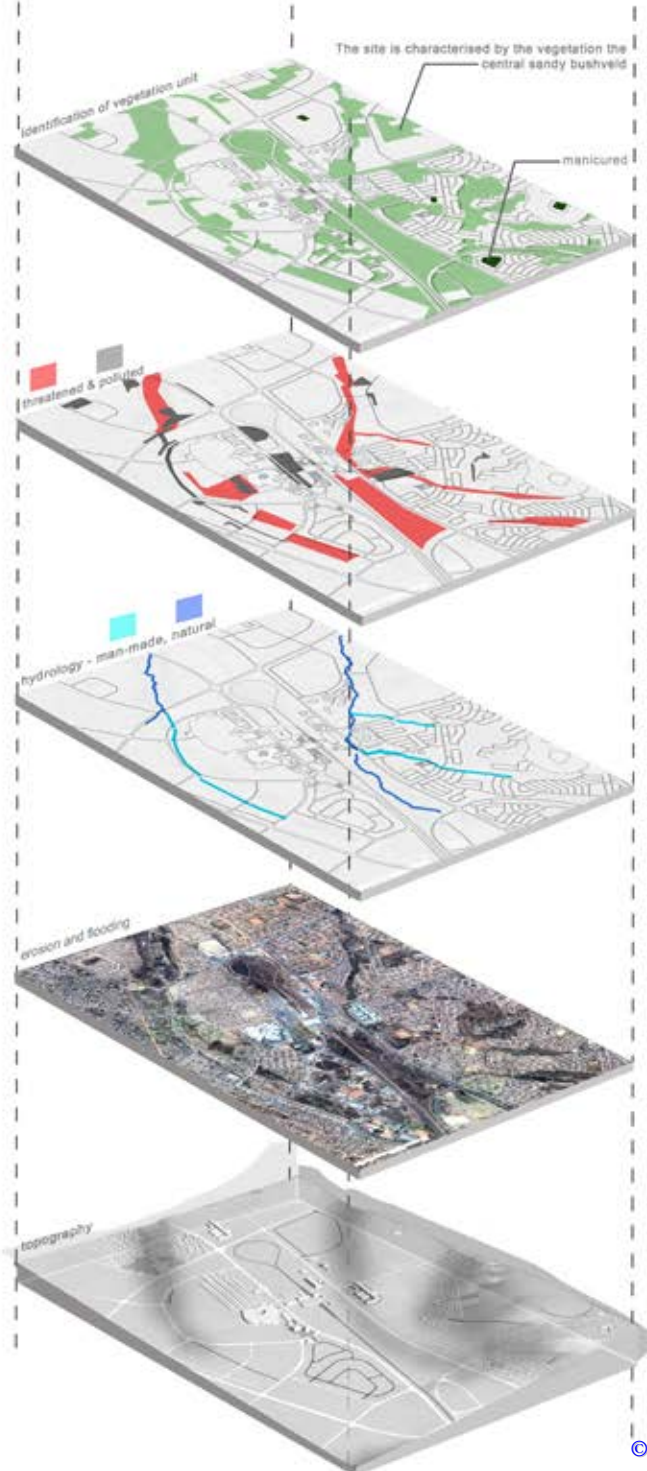 The site is characterised by the vegetation the
central sandy bushveld
identification of vegetation unit
manicured
threatened & polluted
hydrology - man-made, natural
erosion and flooding
topography
©